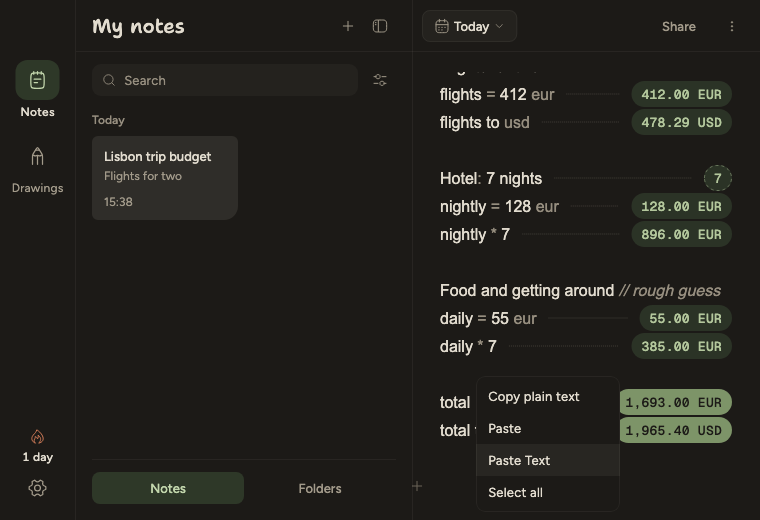 My notes
Today
Share
Search
Notes
Drawings
Today
Lisbon trip budget
Flights for two
15:38
flights = 412 eur 412.00 EUR
flights to usd 478.29 USD
Hotel: 7 nights 7
nightly = 128 eur 128.00 EUR
nightly * 7 896.00 EUR
Food and getting around // rough guess
daily = 55 eur 55.00 EUR
daily * 7 385.00 EUR
total 1,693.00 EUR
total 1,965.40 USD
Copy plain text
Paste
Paste Text
Select all
1 day
Notes
Folders